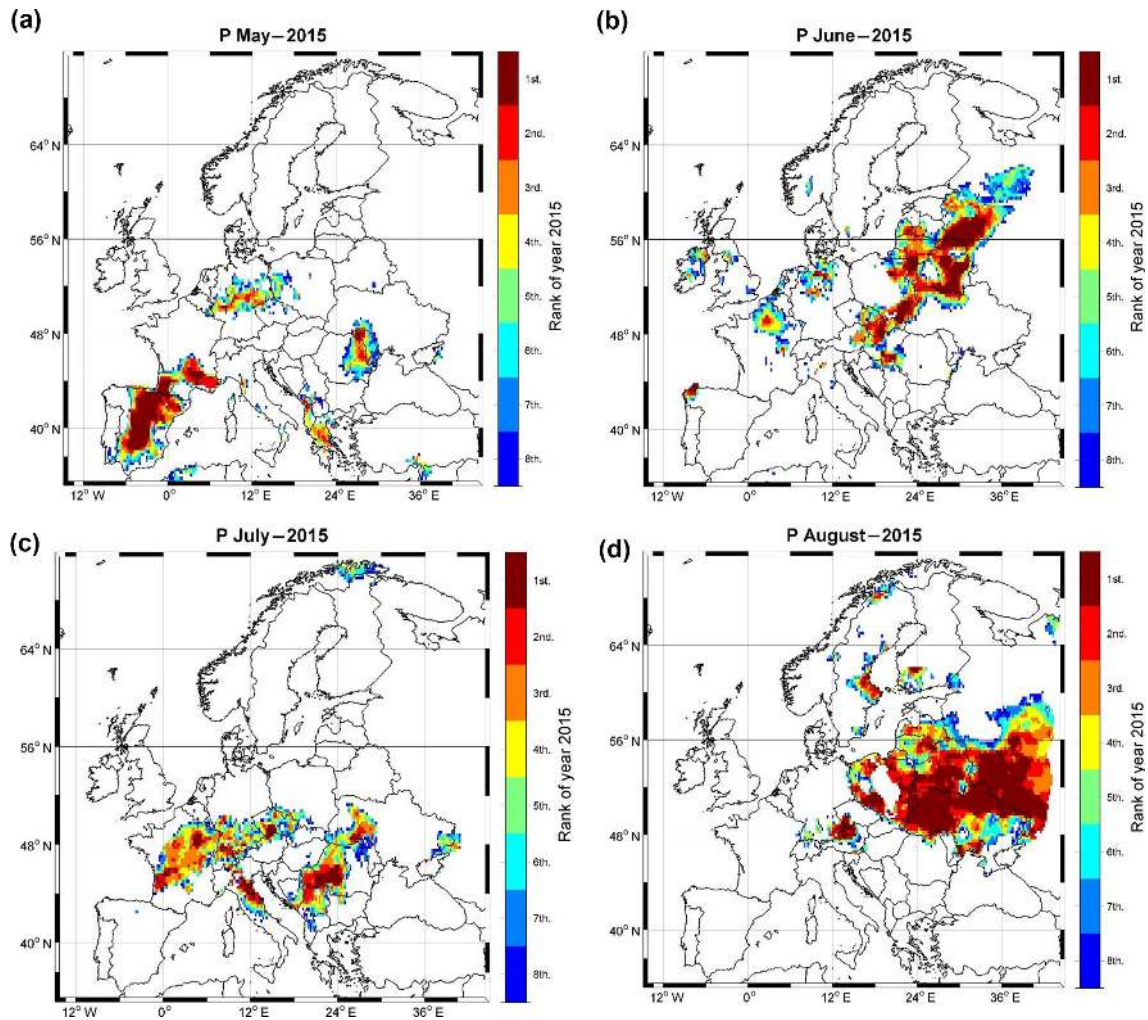 (a)
P May−2015
64° N
56° N
48° N
40° N
12° W
0°
12° E
24° E
36° E
1st.
2nd.
3rd.
4th.
5th.
6th.
7th.
8th.
Rank of year 2015
(b)
P June−2015
64° N
56° N
48° N
40° N
12° W
0°
12° E
24° E
36° E
1st.
2nd.
3rd.
4th.
5th.
6th.
7th.
8th.
Rank of year 2015
(c)
P July−2015
64° N
56° N
48° N
40° N
12° W
0°
12° E
24° E
36° E
1st.
2nd.
3rd.
4th.
5th.
6th.
7th.
8th.
Rank of year 2015
(d)
P August−2015
64° N
56° N
48° N
40° N
12° W
0°
12° E
24° E
36° E
1st.
2nd.
3rd.
4th.
5th.
6th.
7th.
8th.
Rank of year 2015